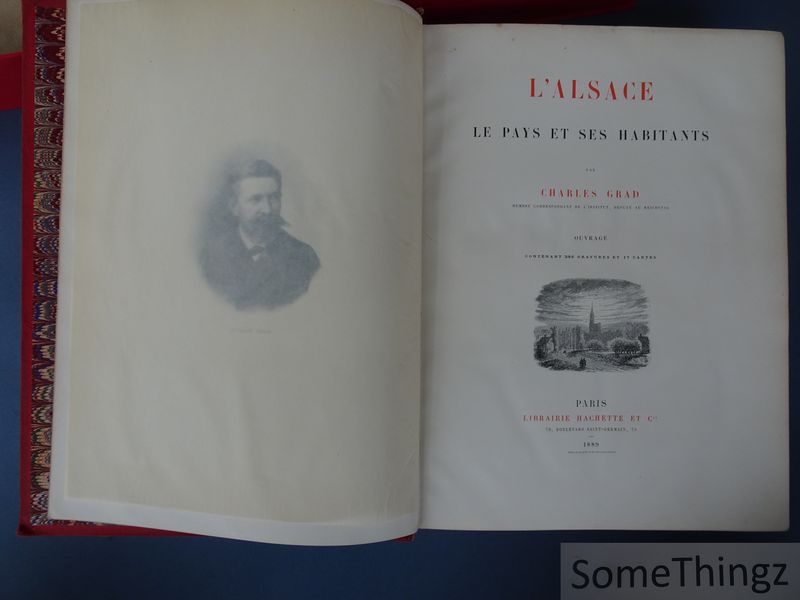 L'ALSACE
LE PAYS ET SES HABITANTS
PAR
CHARLES GRAD
MEMBRE CORRESPONDANT DE L'INSTITUT, DÉPUTÉ AU REICHSTAG
OUVRAGE
CONTENANT 386 GRAVURES ET 17 CARTES
PARIS
LIBRAIRIE HACHETTE ET Cie
79, BOULEVARD SAINT-GERMAIN, 79
1889
SomeThingz